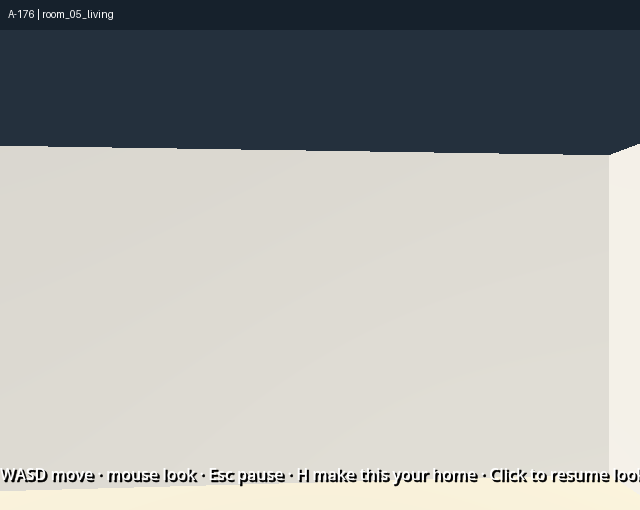 A-176 | room_05_living
WASD move · mouse look · Esc pause · H make this your home · Click to resume look